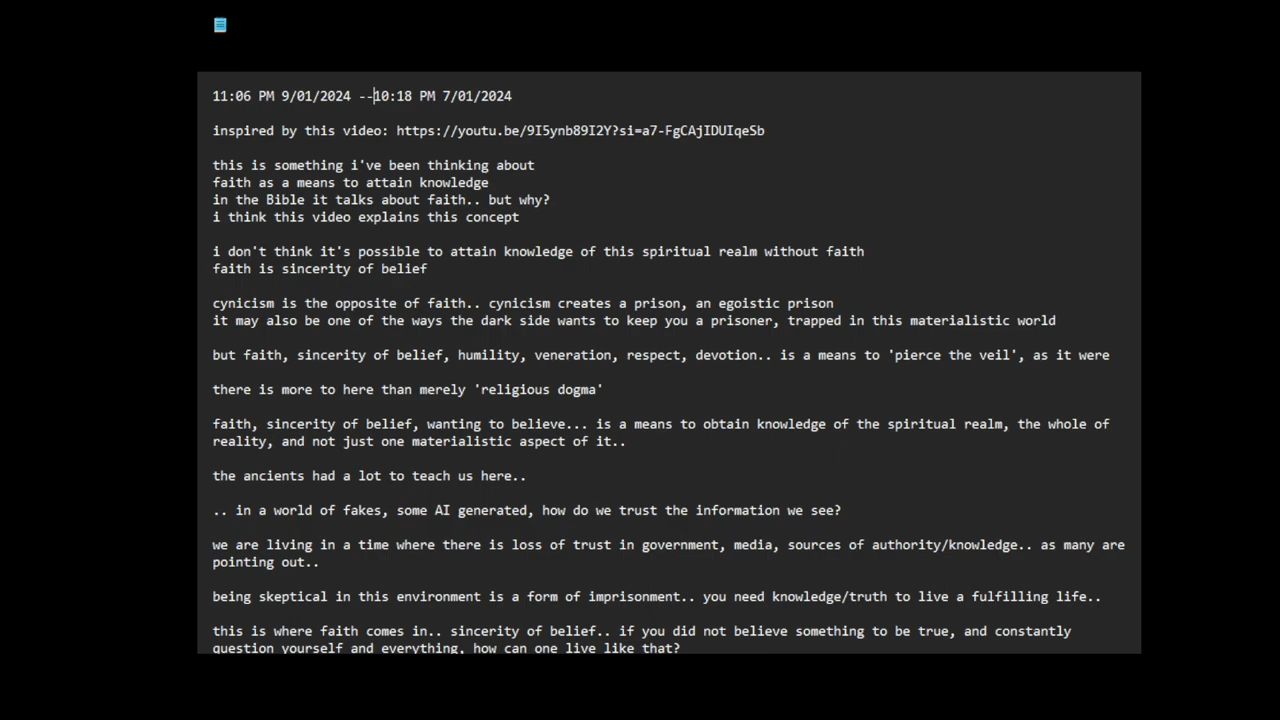 11:06 PM 9/01/2024 --10:18 PM 7/01/2024
inspired by this video: https://youtu.be/9I5ynb89I2Y?si=a7-FgCAjIDUIqeSb
this is something i've been thinking about
faith as a means to attain knowledge
in the Bible it talks about faith.. but why?
i think this video explains this concept
i don't think it's possible to attain knowledge of this spiritual realm without faith
faith is sincerity of belief
cynicism is the opposite of faith.. cynicism creates a prison, an egoistic prison
it may also be one of the ways the dark side wants to keep you a prisoner, trapped in this materialistic world
but faith, sincerity of belief, humility, veneration, respect, devotion.. is a means to 'pierce the veil', as it were
there is more to here than merely 'religious dogma'
faith, sincerity of belief, wanting to believe... is a means to obtain knowledge of the spiritual realm, the whole of
reality, and not just one materialistic aspect of it..
the ancients had a lot to teach us here..
.. in a world of fakes, some AI generated, how do we trust the information we see?
we are living in a time where there is loss of trust in government, media, sources of authority/knowledge.. as many are
pointing out..
being skeptical in this environment is a form of imprisonment.. you need knowledge/truth to live a fulfilling life..
this is where faith comes in.. sincerity of belief.. if you did not believe something to be true, and constantly
question yourself and everything, how can one live like that?